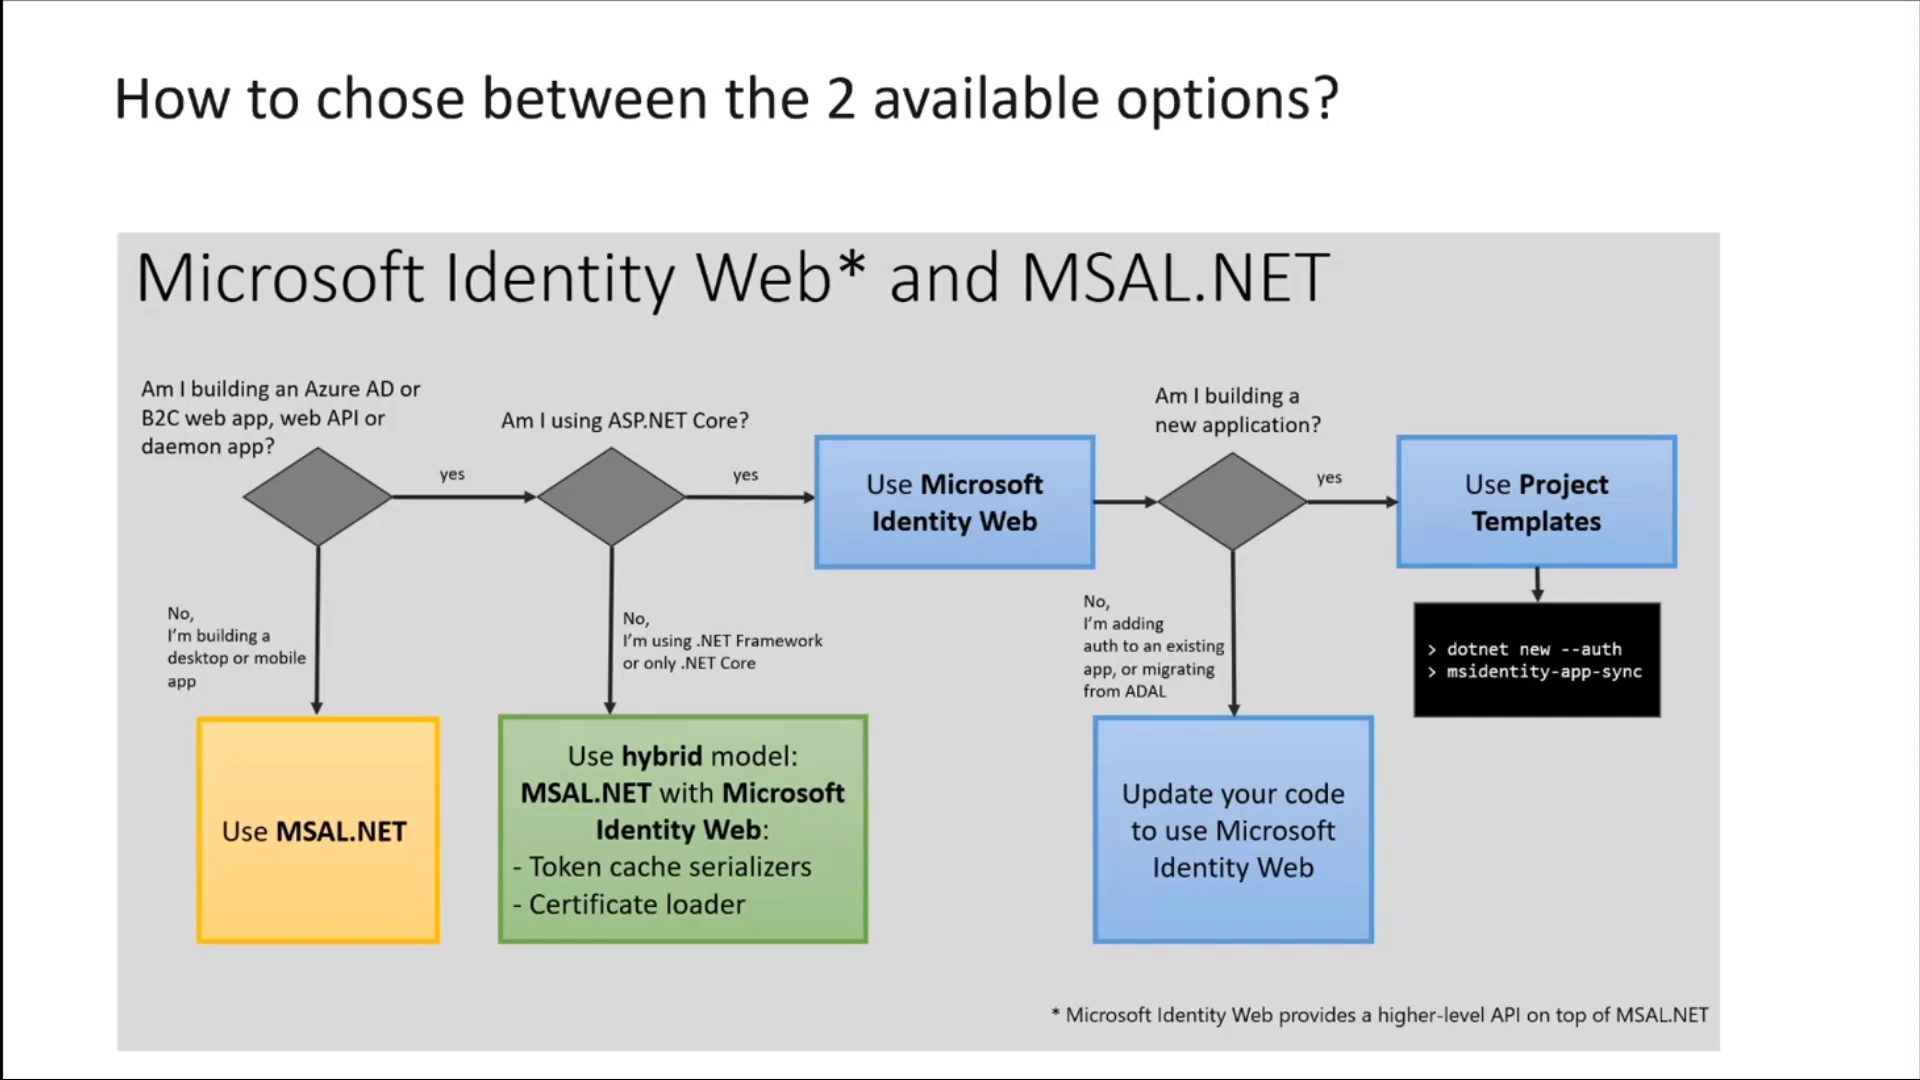 How to chose between the 2 available options?
Microsoft Identity Web* and MSAL.NET
Am I building an Azure AD or
B2C web app, web API or
daemon app?
yes
No,
I'm building a
desktop or mobile
app
Use MSAL.NET
Am I using ASP.NET Core?
yes
No,
I'm using .NET Framework
or only .NET Core
Use hybrid model:
MSAL.NET with Microsoft
Identity Web:
- Token cache serializers
- Certificate loader
Use Microsoft
Identity Web
Am I building a
new application?
yes
No,
I'm adding
auth to an existing
app, or migrating
from ADAL
Update your code
to use Microsoft
Identity Web
Use Project
Templates
> dotnet new --auth
> msidentity-app-sync
* Microsoft Identity Web provides a higher-level API on top of MSAL.NET